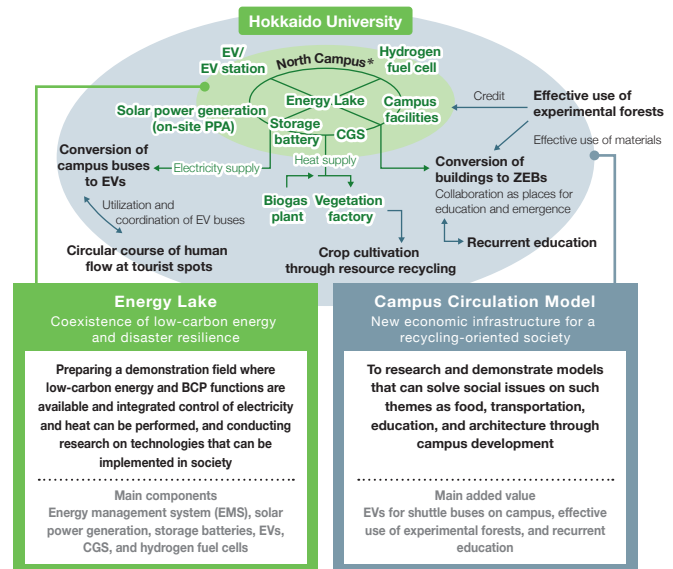 Hokkaido University
EV/
EV station
North Campus*
Hydrogen
fuel cell
Solar power generation
(on-site PPA)
Energy Lake
Campus
facilities
Storage
battery
CGS
Credit
Effective use of
experimental forests
Effective use of materials
Conversion of
campus buses
to EVs
Electricity supply
Heat supply
Conversion of
buildings to ZEBs
Collaboration as places for
education and emergence
Utilization and
coordination of EV buses
Biogas
plant
Vegetation
factory
Circular course of human
flow at tourist spots
Crop cultivation
through resource recycling
Recurrent education
Energy Lake
Coexistence of low-carbon energy
and disaster resilience
Preparing a demonstration field where
low-carbon energy and BCP functions are
available and integrated control of electricity
and heat can be performed, and conducting
research on technologies that can be
implemented in society
Main components
Energy management system (EMS), solar
power generation, storage batteries, EVs,
CGS, and hydrogen fuel cells
Campus Circulation Model
New economic infrastructure for a
recycling-oriented society
To research and demonstrate models
that can solve social issues on such
themes as food, transportation,
education, and architecture through
campus development
Main added value
EVs for shuttle buses on campus, effective
use of experimental forests, and recurrent
education